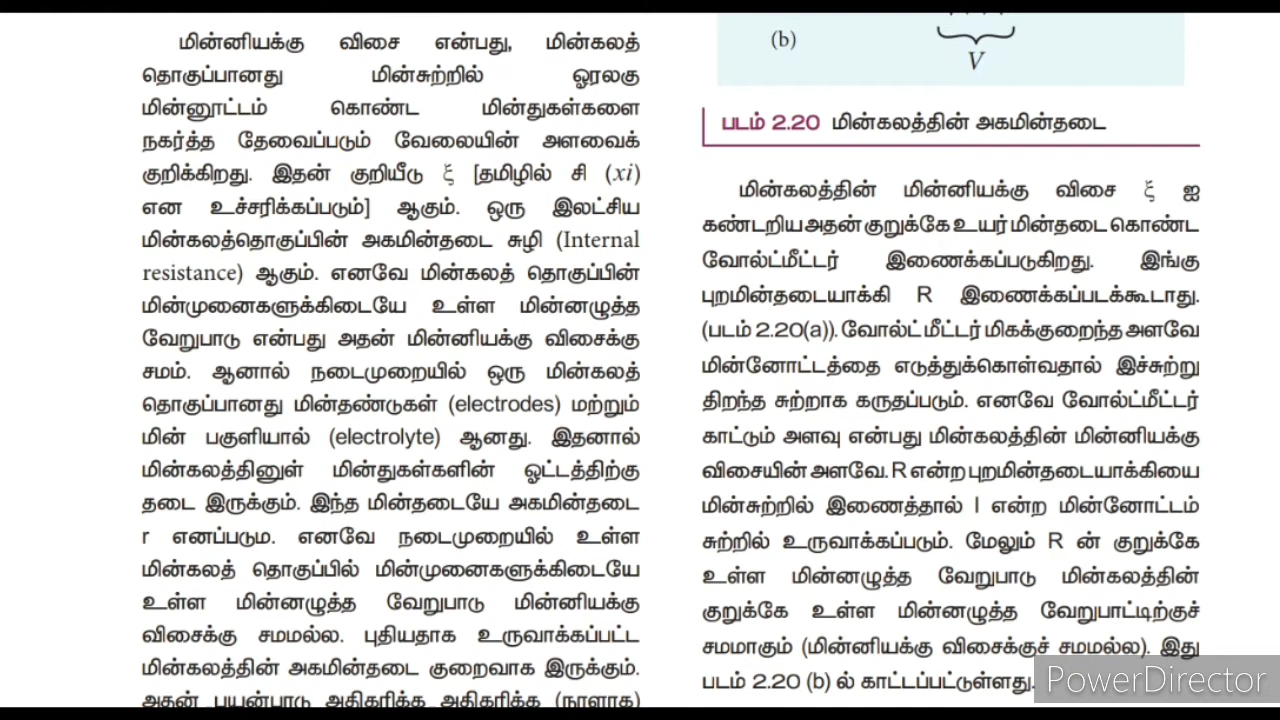 மின்னியக்கு விசை என்பது, மின்கலத்
தொகுப்பானது மின்சுற்றில் ஓரலகு
மின்னூட்டம் கொண்ட மின்துகள்களை
நகர்த்த தேவைப்படும் வேலையின் அளவைக்
குறிக்கிறது. இதன் குறியீடு ξ [தமிழில் சி (xi)
என உச்சரிக்கப்படும்] ஆகும். ஒரு இலட்சிய
மின்கலத்தொகுப்பின் அகமின்தடை சுழி (Internal
resistance) ஆகும். எனவே மின்கலத் தொகுப்பின்
மின்முனைகளுக்கிடையே உள்ள மின்னழுத்த
வேறுபாடு என்பது அதன் மின்னியக்கு விசைக்கு
சமம். ஆனால் நடைமுறையில் ஒரு மின்கலத்
தொகுப்பானது மின்தண்டுகள் (electrodes) மற்றும்
மின் பகுளியால் (electrolyte) ஆனது. இதனால்
மின்கலத்தினுள் மின்துகள்களின் ஓட்டத்திற்கு
தடை இருக்கும். இந்த மின்தடையே அகமின்தடை
r எனப்படும. எனவே நடைமுறையில் உள்ள
மின்கலத் தொகுப்பில் மின்முனைகளுக்கிடையே
உள்ள மின்னழுத்த வேறுபாடு மின்னியக்கு
விசைக்கு சமமல்ல. புதியதாக உருவாக்கப்பட்ட
மின்கலத்தின் அகமின்தடை குறைவாக இருக்கும்.
அதன் பயன்பாடு அதிகரிக்க அதிகரிக்க (நாளாக)
(b)
V
படம் 2.20 மின்கலத்தின் அகமின்தடை
மின்கலத்தின் மின்னியக்கு விசை ξ ஐ
கண்டறிய அதன் குறுக்கே உயர் மின்தடை கொண்ட
வோல்ட்மீட்டர் இணைக்கப்படுகிறது. இங்கு
புறமின்தடையாக்கி R இணைக்கப்படக்கூடாது.
(படம் 2.20(a)). வோல்ட்மீட்டர் மிகக்குறைந்த அளவே
மின்னோட்டத்தை எடுத்துக்கொள்வதால் இச்சுற்று
திறந்த சுற்றாக கருதப்படும். எனவே வோல்ட்மீட்டர்
காட்டும் அளவு என்பது மின்கலத்தின் மின்னியக்கு
விசையின் அளவே. R என்ற புறமின்தடையாக்கியை
மின்சுற்றில் இணைத்தால் I என்ற மின்னோட்டம்
சுற்றில் உருவாக்கப்படும். மேலும் R ன் குறுக்கே
உள்ள மின்னழுத்த வேறுபாடு மின்கலத்தின்
குறுக்கே உள்ள மின்னழுத்த வேறுபாட்டிற்குச்
சமமாகும் (மின்னியக்கு விசைக்குச் சமமல்ல). இது
படம் 2.20 (b) ல் காட்டப்பட்டுள்ளது.
PowerDirector